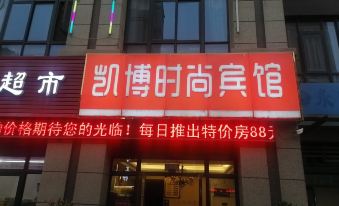 超市
凯博时尚宾馆
价格期待您的光临！每日推出特价房88元